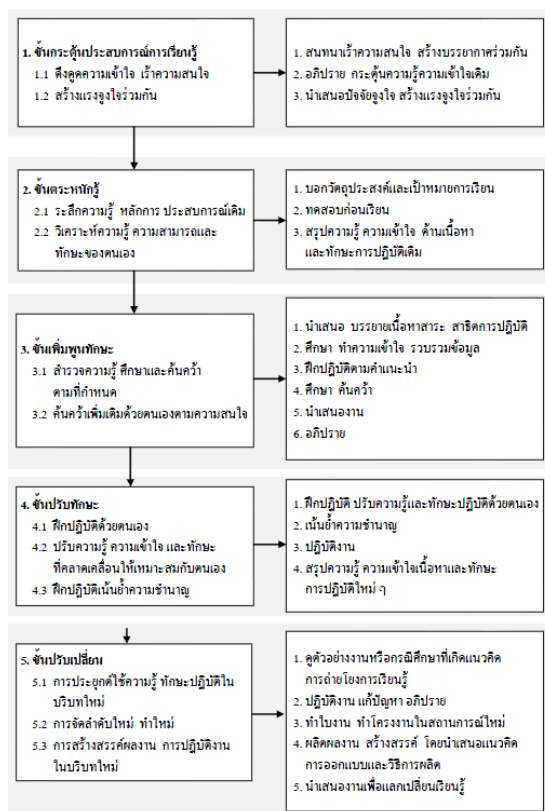 1. ขั้นกระตุ้นประสบการณ์การเรียนรู้
1.1 ดึงดูดความเข้าใจ เร้าความสนใจ
1.2 สร้างแรงจูงใจร่วมกัน
1. สนทนาเร้าความสนใจ สร้างบรรยากาศร่วมกัน
2. อภิปราย กระตุ้นความรู้ความเข้าใจเดิม
3. นำเสนอปัจจัยจูงใจ สร้างแรงจูงใจร่วมกัน
2. ขั้นตระหนักรู้
2.1 ระลึกความรู้ หลักการ ประสบการณ์เดิม
2.2 วิเคราะห์ความรู้ ความสามารถและ
ทักษะของตนเอง
1. บอกวัตถุประสงค์และเป้าหมายการเรียน
2. ทดสอบก่อนเรียน
3. สรุปความรู้ ความเข้าใจ ด้านเนื้อหา
และทักษะการปฏิบัติเดิม
3. ขั้นเพิ่มพูนทักษะ
3.1 สำรวจความรู้ ศึกษาและค้นคว้า
ตามที่กำหนด
3.2 ค้นคว้าเพิ่มเติมด้วยตนเองตามความสนใจ
1. นำเสนอ บรรยายเนื้อหาสาระ สาธิตการปฏิบัติ
2. ศึกษา ทำความเข้าใจ รวบรวมข้อมูล
3. ฝึกปฏิบัติตามคำแนะนำ
4. ศึกษา ค้นคว้า
5. นำเสนองาน
6. อภิปราย
4. ขั้นปรับทักษะ
4.1 ฝึกปฏิบัติด้วยตนเอง
4.2 ปรับความรู้ ความเข้าใจ และทักษะ
ที่คลาดเคลื่อนให้เหมาะสมกับตนเอง
4.3 ฝึกปฏิบัติเน้นย้ำความชำนาญ
1. ฝึกปฏิบัติ ปรับความรู้และทักษะปฏิบัติด้วยตนเอง
2. เน้นย้ำความชำนาญ
3. ปฏิบัติงาน
4. สรุปความรู้ ความเข้าใจเนื้อหาและทักษะ
การปฏิบัติใหม่ ๆ
5. ขั้นปรับเปลี่ยน
5.1 การประยุกต์ใช้ความรู้ ทักษะปฏิบัติใน
บริบทใหม่
5.2 การจัดลำดับใหม่ ทำใหม่
5.3 การสร้างสรรค์ผลงาน การปฏิบัติงาน
ในบริบทใหม่
1. ดูตัวอย่างงานหรือกรณีศึกษาที่เกิดแนวคิด
การถ่ายโยงการเรียนรู้
2. ปฏิบัติงาน แก้ปัญหา อภิปราย
3. ทำใบงาน ทำโครงงานในสถานการณ์ใหม่
4. ผลิตผลงาน สร้างสรรค์ โดยนำเสนอแนวคิด
การออกแบบและวิธีการผลิต
5. นำเสนองานเพื่อแลกเปลี่ยนเรียนรู้